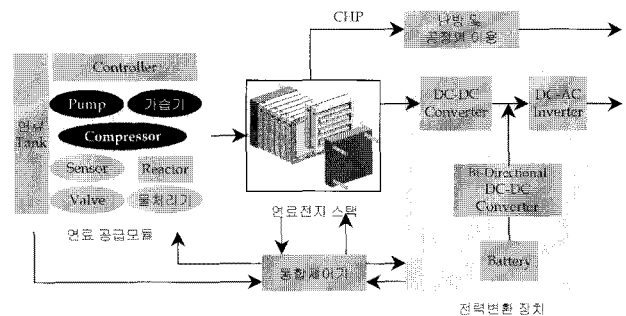 CHP
난방 및
공정열 이용
Controller
연료
Tank
Pump
가습기
Compressor
Sensor
Reactor
Valve
물처리기
연료 공급모듈
연료전지 스택
통합제어기
DC-DC
Converter
DC-AC
Inverter
Bi-Directional
DC-DC
Converter
Battery
전력변환 장치